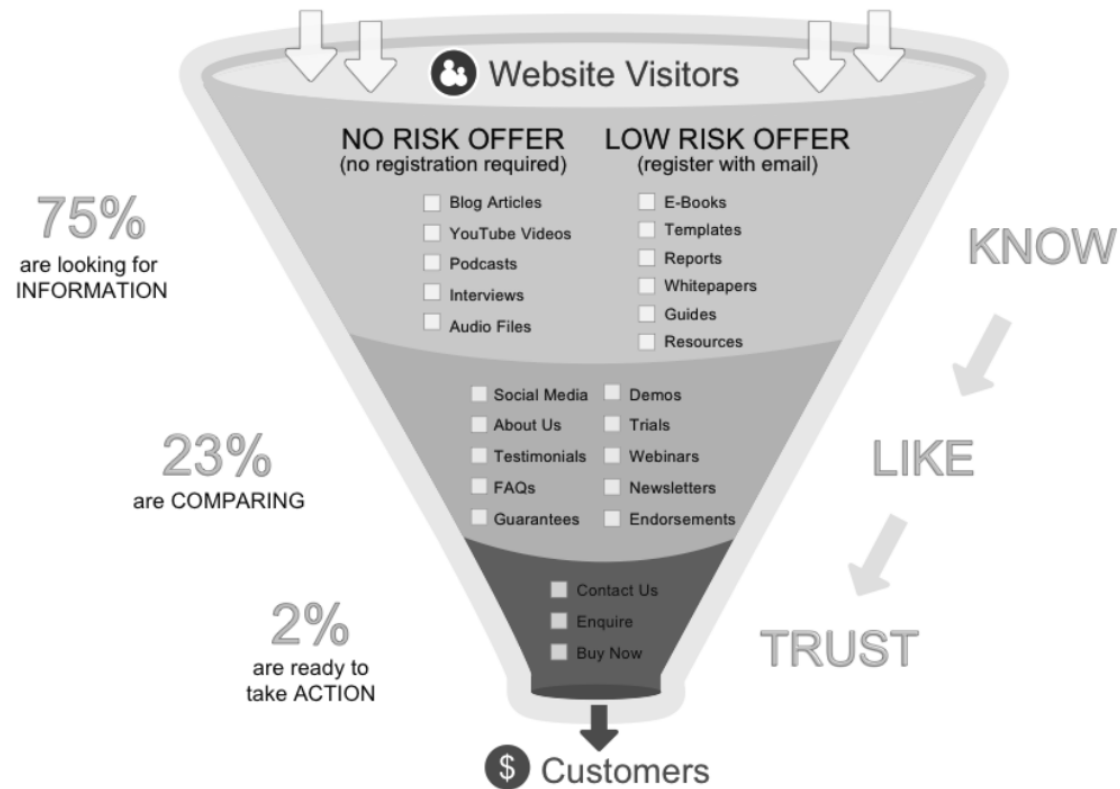 Website Visitors
NO RISK OFFER
(no registration required)
LOW RISK OFFER
(register with email)
75%
are looking for
INFORMATION
Blog Articles
YouTube Videos
Podcasts
Interviews
Audio Files
E-Books
Templates
Reports
Whitepapers
Guides
Resources
KNOW
23%
are COMPARING
Social Media
About Us
Testimonials
FAQs
Guarantees
Demos
Trials
Webinars
Newsletters
Endorsements
LIKE
2%
are ready to
take ACTION
Contact Us
Enquire
Buy Now
TRUST
$ Customers